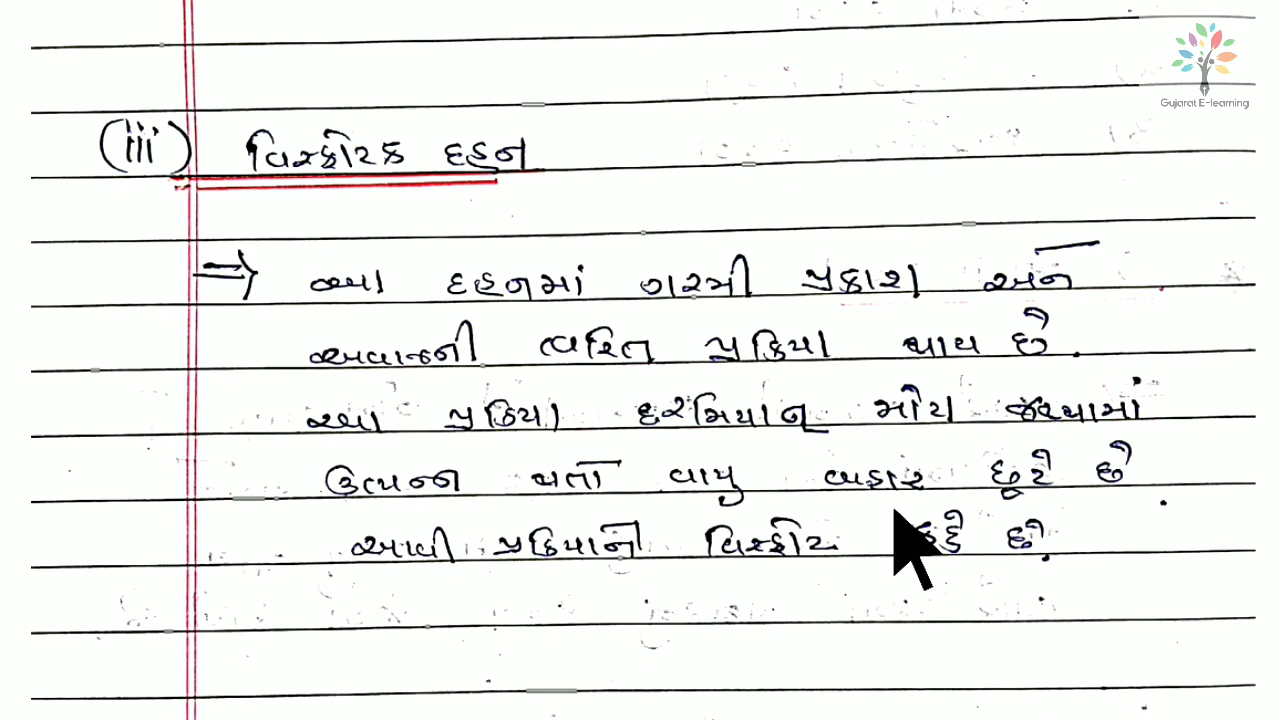 Gujarat E-learning
(iii) વિસ્ફોટક દહન
⇒ આ દહનમાં ગરમી પ્રકાશ અને
અવાજની ત્વરિત પ્રક્રિયા થાય છે.
આ પ્રક્રિયા દરમિયાન મોટા જથ્થામાં
ઉત્પન્ન થતો વાયુ બહાર છૂટે છે
આવી પ્રક્રિયાને વિસ્ફોટ કહે છે.